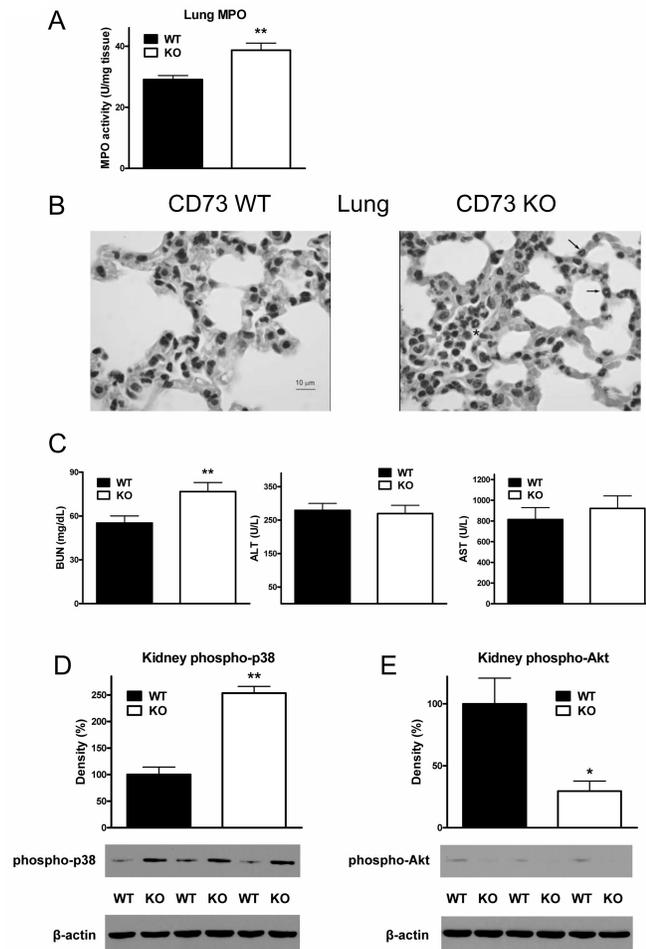 A
Lung MPO
MPO activity (U/mg tissue)
40
20
0
WT
KO
**
B
CD73 WT
Lung
CD73 KO
10 µm
*
C
BUN (mg/dL)
90
60
30
0
WT
KO
**
ALT (U/L)
350
250
150
50
WT
KO
AST (U/L)
1200
1000
800
600
400
200
0
WT
KO
D
Kidney phospho-p38
Density (%)
250
200
150
100
50
0
WT
KO
**
phospho-p38
WT KO WT KO WT KO
β-actin
E
Kidney phospho-Akt
Density (%)
100
50
0
WT
KO
*
phospho-Akt
WT KO WT KO WT KO
β-actin